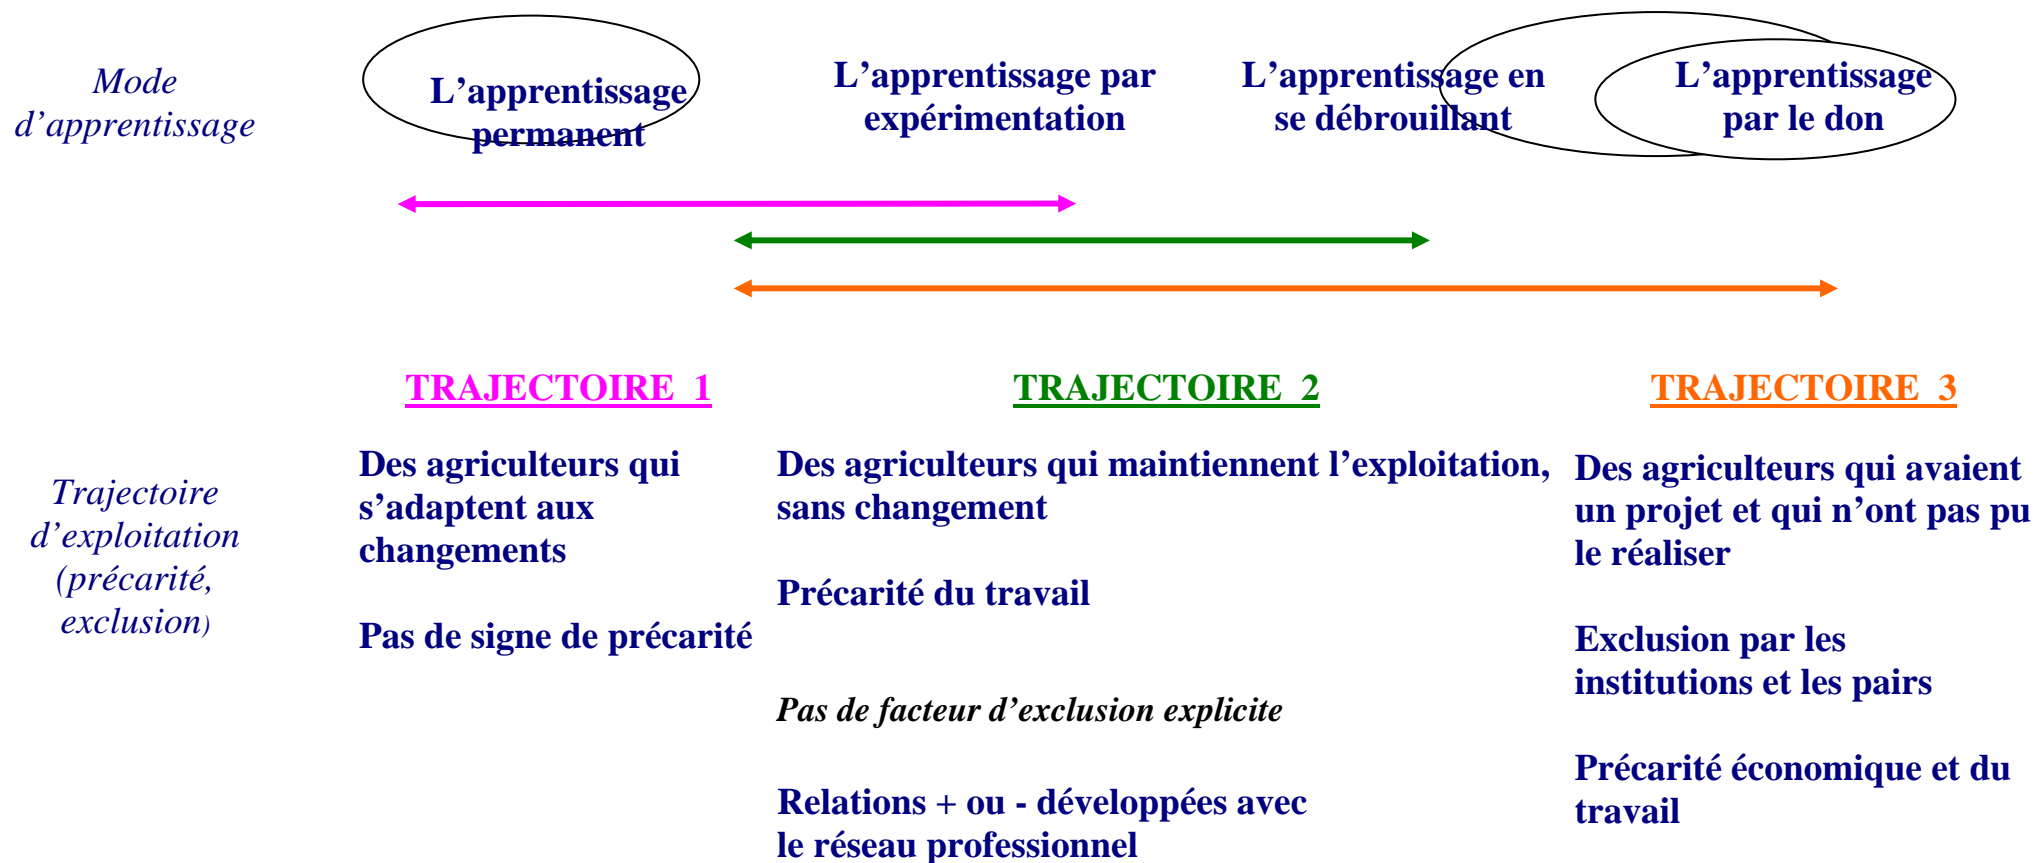 Mode
d’apprentissage
L’apprentissage
permanent
L’apprentissage par
expérimentation
L’apprentissage en
se débrouillant
L’apprentissage
par le don
TRAJECTOIRE 1
TRAJECTOIRE 2
TRAJECTOIRE 3
Trajectoire
d’exploitation
(précarité,
exclusion)
Des agriculteurs qui
s’adaptent aux
changements
Pas de signe de précarité
Des agriculteurs qui maintiennent l’exploitation,
sans changement
Précarité du travail
Pas de facteur d’exclusion explicite
Relations + ou - développées avec
le réseau professionnel
Des agriculteurs qui avaient
un projet et qui n’ont pas pu
le réaliser
Exclusion par les
institutions et les pairs
Précarité économique et du
travail